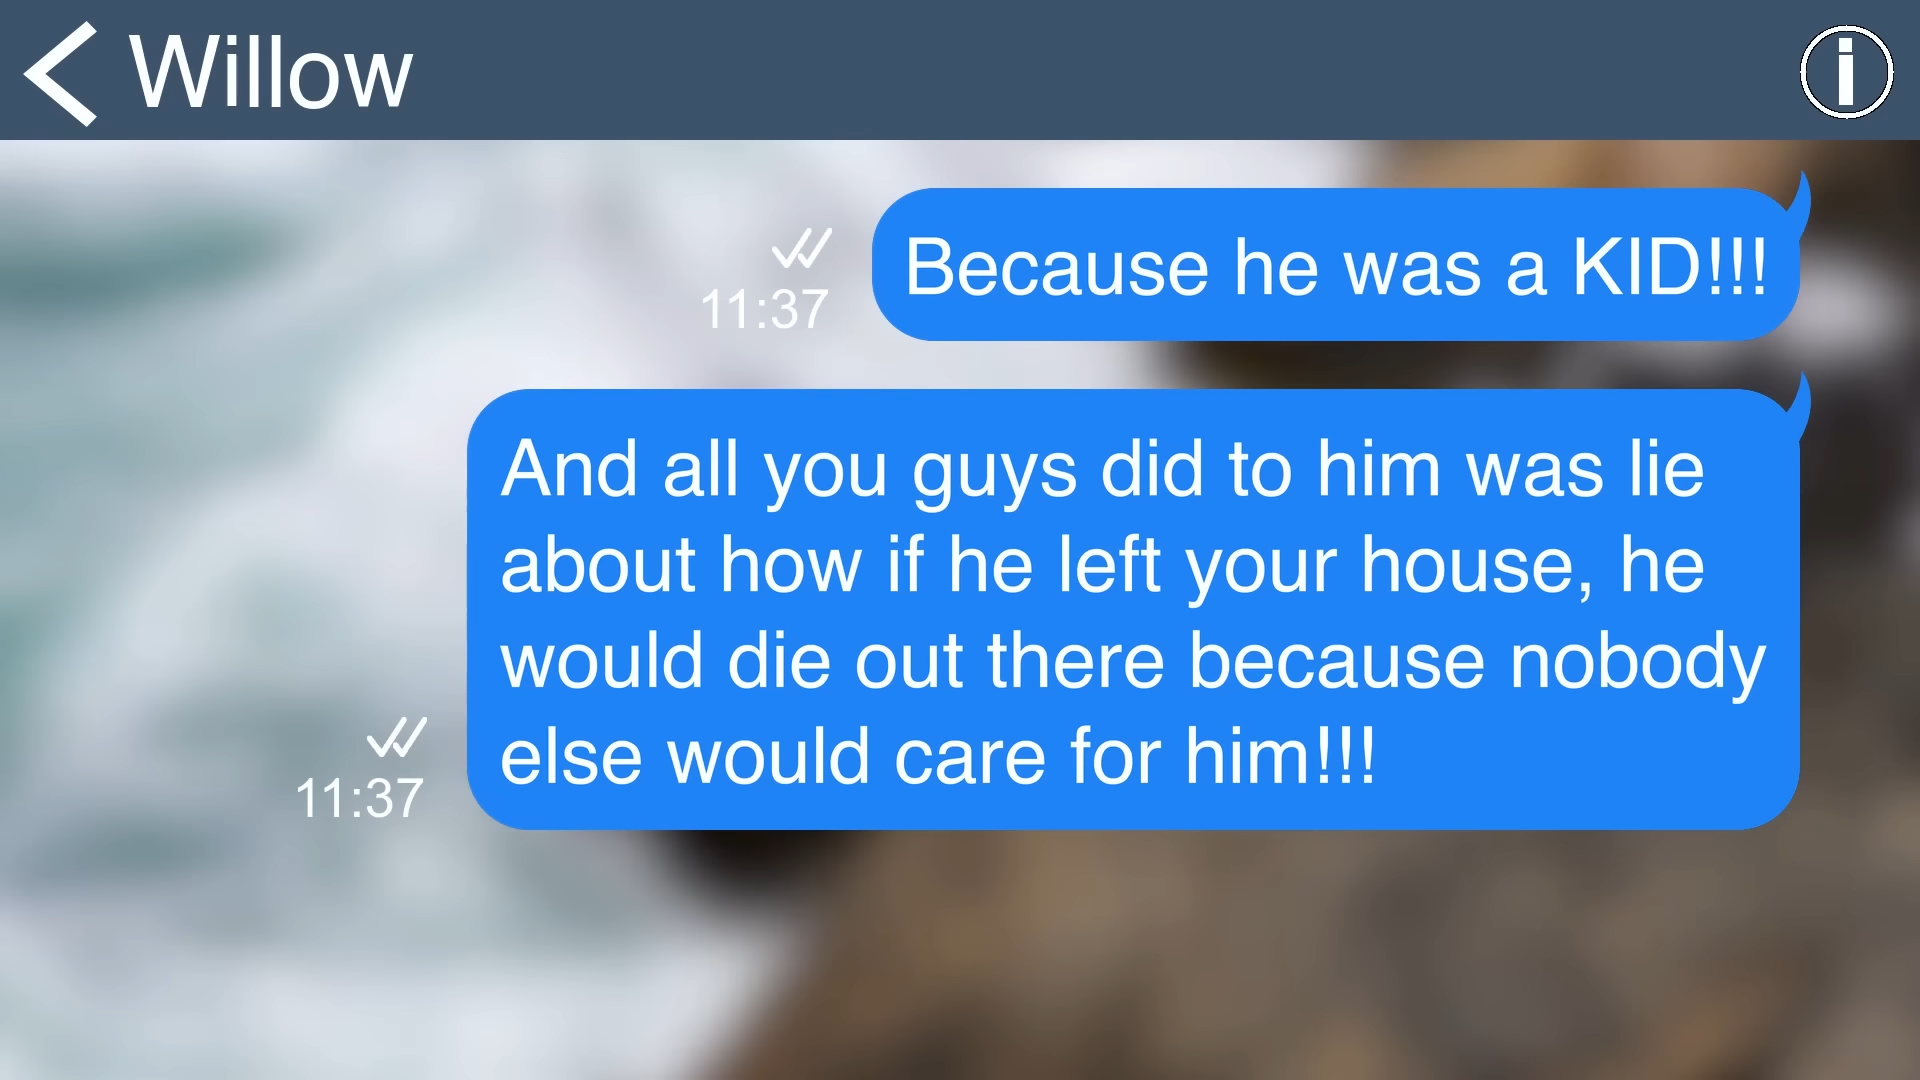 Willow
Because he was a KID!!!
11:37
And all you guys did to him was lie
about how if he left your house, he
would die out there because nobody
else would care for him!!!
11:37